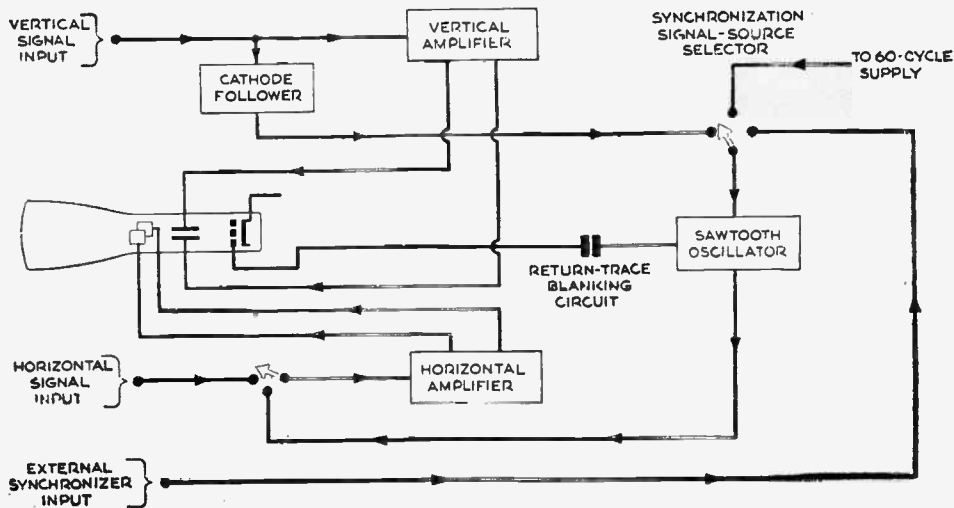 VERTICAL
SIGNAL
INPUT
VERTICAL
AMPLIFIER
SYNCHRONIZATION
SIGNAL-SOURCE
SELECTOR
TO 60-CYCLE
SUPPLY
CATHODE
FOLLOWER
SAWTOOTH
OSCILLATOR
RETURN-TRACE
BLANKING
CIRCUIT
HORIZONTAL
SIGNAL
INPUT
HORIZONTAL
AMPLIFIER
EXTERNAL
SYNCHRONIZER
INPUT